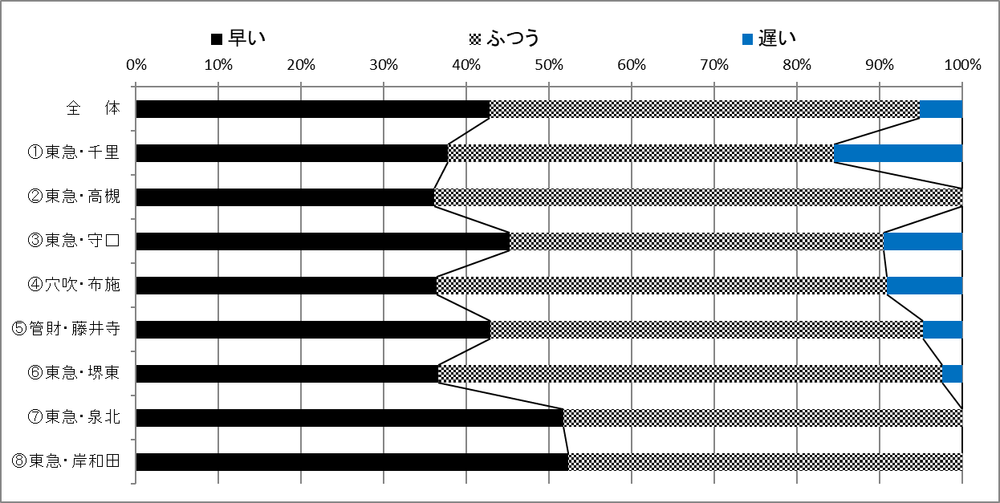 早い ふつう 遅い
0% 10% 20% 30% 40% 50% 60% 70% 80% 90% 100%
全 体
①東急・千里
②東急・高槻
③東急・守口
④穴吹・布施
⑤管財・藤井寺
⑥東急・堺東
⑦東急・泉北
⑧東急・岸和田